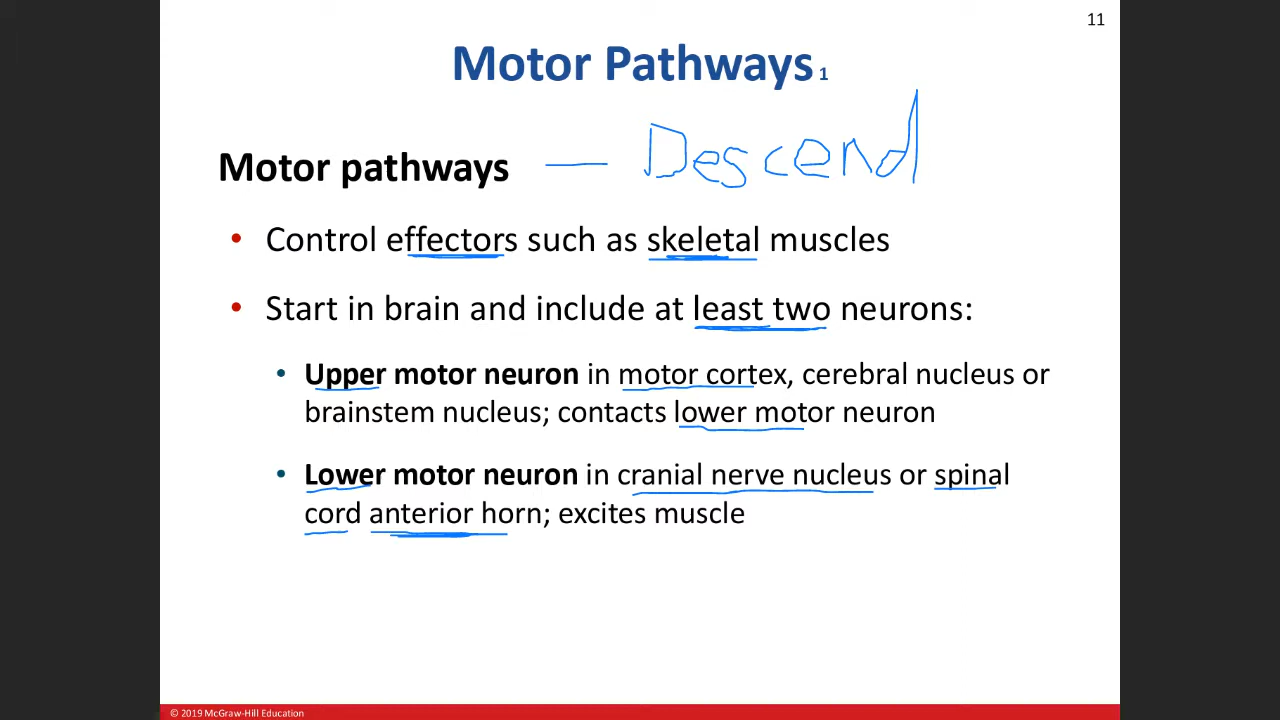 11
Motor Pathways 1
Motor pathways — Descend
• Control effectors such as skeletal muscles
• Start in brain and include at least two neurons:
• Upper motor neuron in motor cortex, cerebral nucleus or
brainstem nucleus; contacts lower motor neuron
• Lower motor neuron in cranial nerve nucleus or spinal
cord anterior horn; excites muscle
© 2019 McGraw-Hill Education